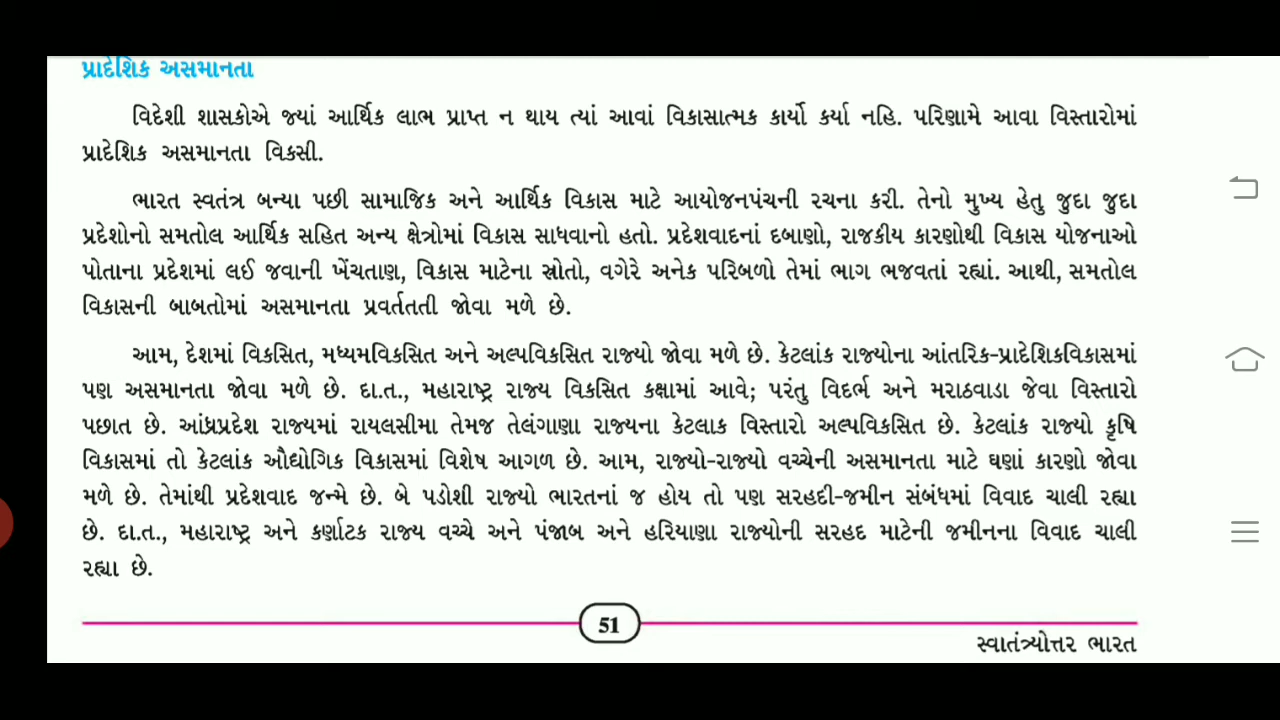 પ્રાદેશિક અસમાનતા
વિદેશી શાસકોએ જ્યાં આર્થિક લાભ પ્રાપ્ત ન થાય ત્યાં આવાં વિકાસાત્મક કાર્યો કર્યા નહિ. પરિણામે આવા વિસ્તારોમાં
પ્રાદેશિક અસમાનતા વિકસી.
ભારત સ્વતંત્ર બન્યા પછી સામાજિક અને આર્થિક વિકાસ માટે આયોજનપંચની રચના કરી. તેનો મુખ્ય હેતુ જુદા જુદા
પ્રદેશોનો સમતોલ આર્થિક સહિત અન્ય ક્ષેત્રોમાં વિકાસ સાધવાનો હતો. પ્રદેશવાદનાં દબાણો, રાજકીય કારણોથી વિકાસ યોજનાઓ
પોતાના પ્રદેશમાં લઈ જવાની ખેંચતાણ, વિકાસ માટેના સ્રોતો, વગેરે અનેક પરિબળો તેમાં ભાગ ભજવતાં રહ્યાં. આથી, સમતોલ
વિકાસની બાબતોમાં અસમાનતા પ્રવર્તતતી જોવા મળે છે.
આમ, દેશમાં વિકસિત, મધ્યમવિકસિત અને અલ્પવિકસિત રાજ્યો જોવા મળે છે. કેટલાંક રાજ્યોના આંતરિક-પ્રાદેશિકવિકાસમાં
પણ અસમાનતા જોવા મળે છે. દા.ત., મહારાષ્ટ્ર રાજ્ય વિકસિત કક્ષામાં આવે; પરંતુ વિદર્ભ અને મરાઠવાડા જેવા વિસ્તારો
પછાત છે. આંધ્રપ્રદેશ રાજ્યમાં રાયલસીમા તેમજ તેલંગાણા રાજ્યના કેટલાક વિસ્તારો અલ્પવિકસિત છે. કેટલાંક રાજ્યો કૃષિ
વિકાસમાં તો કેટલાંક ઔદ્યોગિક વિકાસમાં વિશેષ આગળ છે. આમ, રાજ્યો-રાજ્યો વચ્ચેની અસમાનતા માટે ઘણાં કારણો જોવા
મળે છે. તેમાંથી પ્રદેશવાદ જન્મે છે. બે પડોશી રાજ્યો ભારતનાં જ હોય તો પણ સરહદી-જમીન સંબંધમાં વિવાદ ચાલી રહ્યા
છે. દા.ત., મહારાષ્ટ્ર અને કર્ણાટક રાજ્ય વચ્ચે અને પંજાબ અને હરિયાણા રાજ્યોની સરહદ માટેની જમીનના વિવાદ ચાલી
રહ્યા છે.
51
સ્વાતંત્ર્યોત્તર ભારત